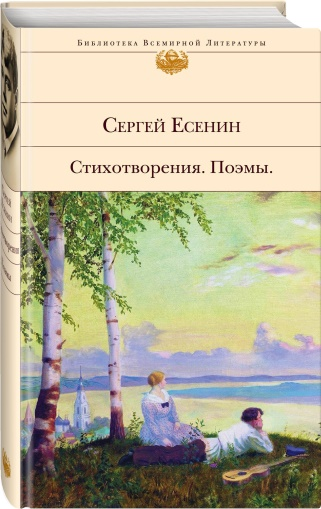 Библиотека Всемирной Литературы
Сергей Есенин
Стихотворения. Поэмы.